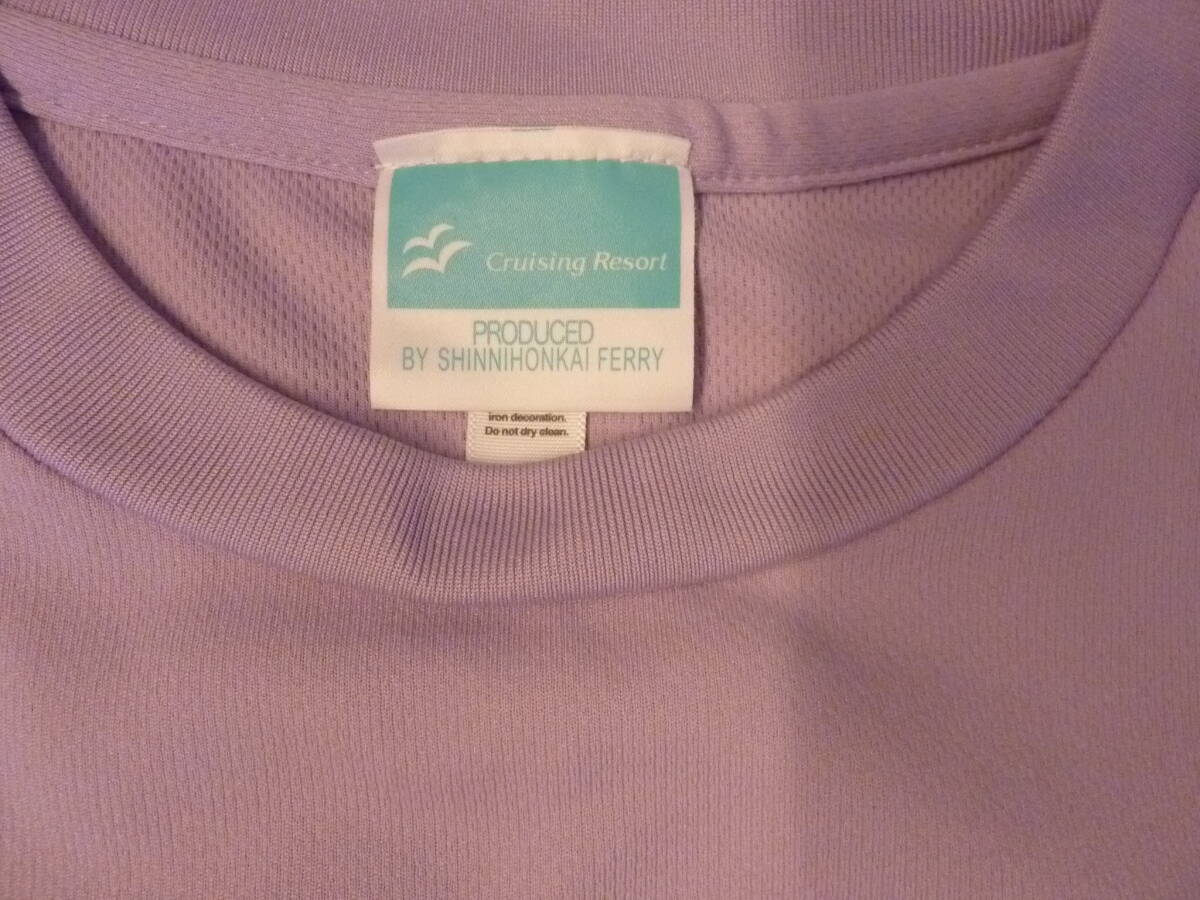 Cruising Resort
PRODUCED
BY SHINNIHONKAI FERRY
iron decoration.
Do not dry clean.